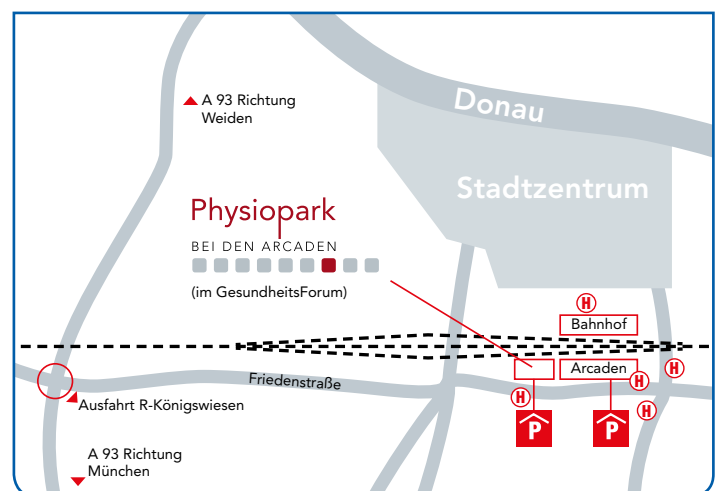 Donau
A 93 Richtung
Weiden
Stadtzentrum
Physiopark
BEI DEN ARCADEN
(im GesundheitsForum)
H
Bahnhof
Arcaden
H
H
Friedenstraße
H
H
Ausfahrt R-Königswiesen
P
P
A 93 Richtung
München